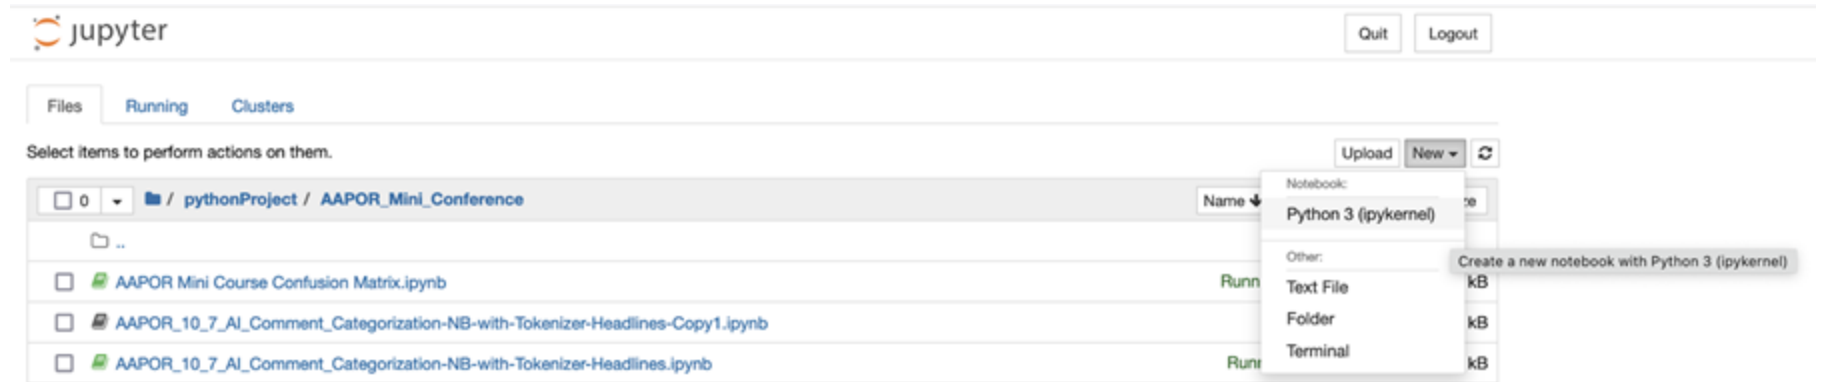 jupyter
Quit Logout
Files Running Clusters
Select items to perform actions on them.
Upload New
0 / pythonProject / AAPOR_Mini_Conference
Name
Notebook:
Python 3 (ipykernel)
..
Other:
Create a new notebook with Python 3 (ipykernel)
AAPOR Mini Course Confusion Matrix.ipynb
Runn
kB
Text File
AAPOR_10_7_AI_Comment_Categorization-NB-with-Tokenizer-Headlines-Copy1.ipynb
Folder
kB
AAPOR_10_7_AI_Comment_Categorization-NB-with-Tokenizer-Headlines.ipynb
Terminal
kB